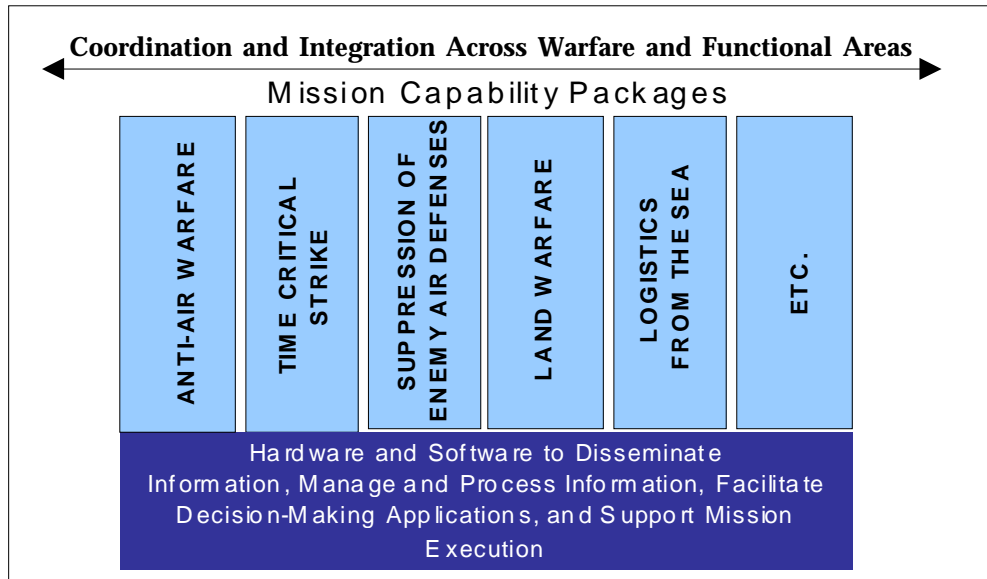 Coordination and Integration Across Warfare and Functional Areas
Mission Capability Packages
ANTI-AIR WARFARE
TIME CRITICAL
STRIKE
SUPPRESSION OF
ENEMY AIR DEFENSES
LAND WARFARE
LOGISTICS
FROM THE SEA
ETC.
Hardware and Software to Disseminate
Information, Manage and Process Information, Facilitate
Decision-Making Applications, and Support Mission
Execution